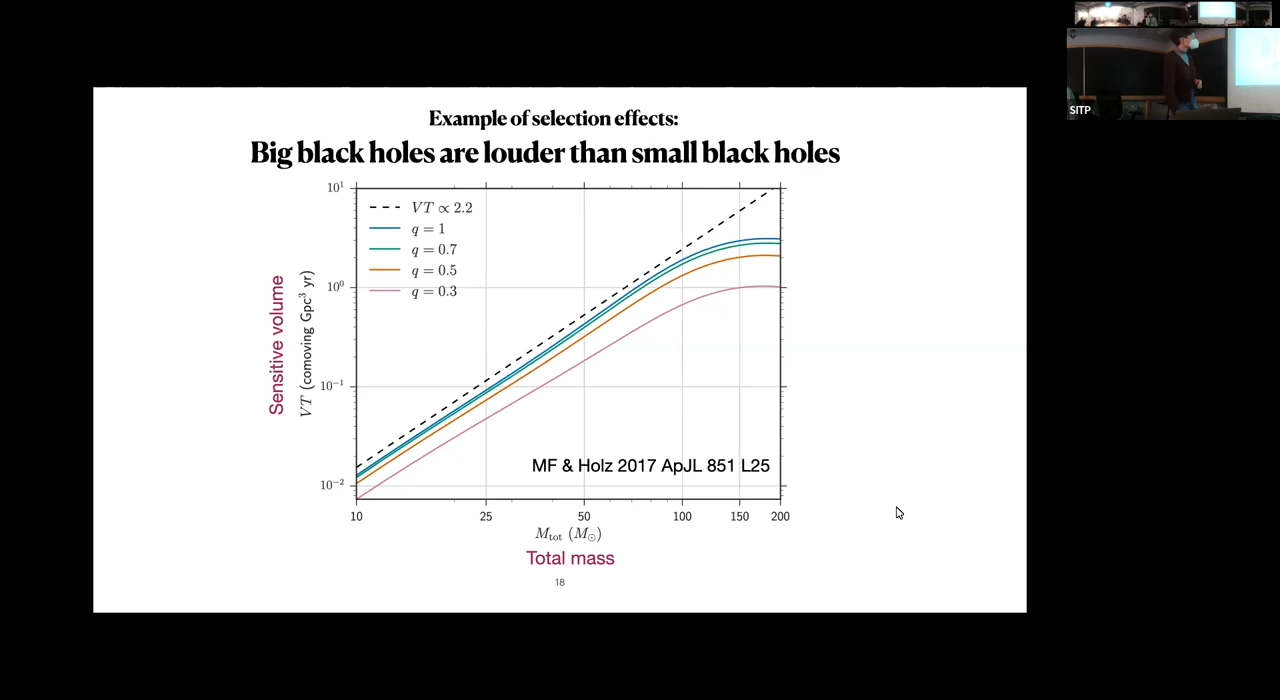 Example of selection effects:
Big black holes are louder than small black holes
10¹
10⁰
10⁻¹
10⁻²
VT ∝ 2.2
q = 1
q = 0.7
q = 0.5
q = 0.3
Sensitive volume
VT (comoving Gpc³ yr)
MF & Holz 2017 ApJL 851 L25
10 25 50 100 150 200
M_tot (M_⊙)
Total mass
18
SITP